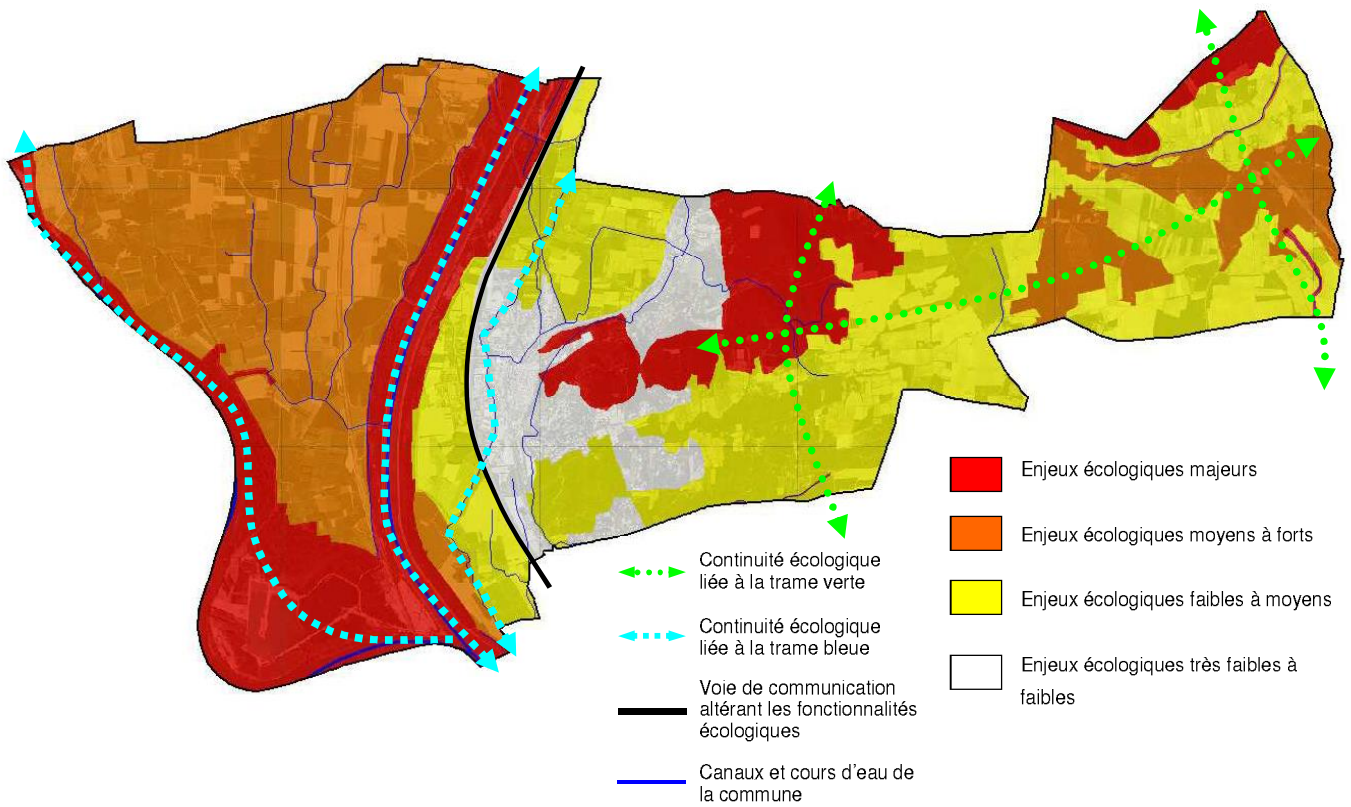 Continuité écologique
liée à la trame verte
Continuité écologique
liée à la trame bleue
Voie de communication
altérant les fonctionnalités
écologiques
Canaux et cours d'eau de
la commune
Enjeux écologiques majeurs
Enjeux écologiques moyens à forts
Enjeux écologiques faibles à moyens
Enjeux écologiques très faibles à
faibles